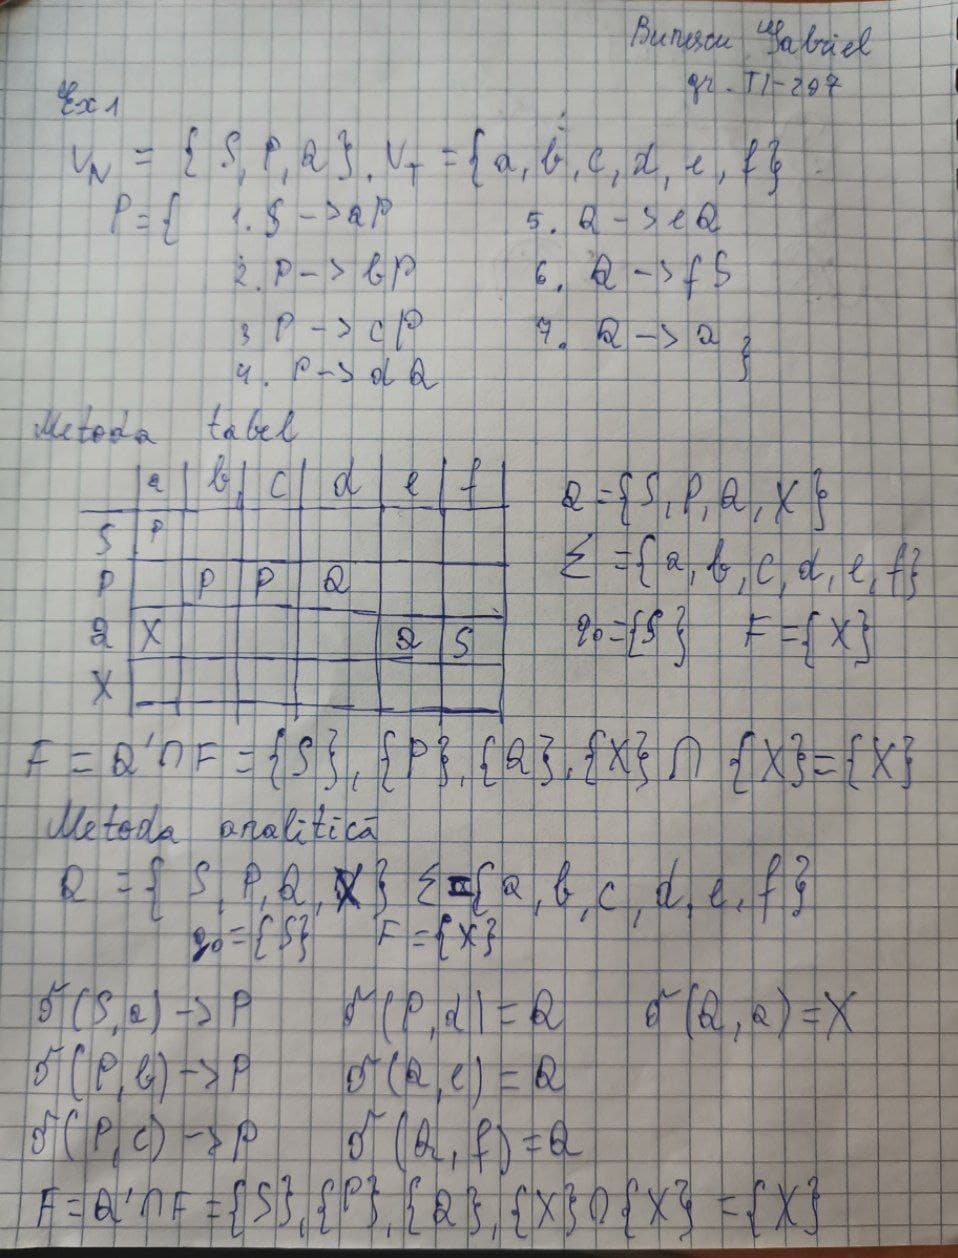 Bunescu Gabriel
gr. TI-207
Ex 1
V_N = { S, P, Q }. V_T = { a, b, c, d, e, f }
P = { 1. S -> aP 5. Q -> eQ
2. P -> bP 6. Q -> fS
3 P -> cP 7. Q -> a }
4. P -> dQ
Metoda tabel
a b c d e f
S P
P P P Q
Q X Q S
X
Q = {S, P, Q, X}
Σ = {a, b, c, d, e, f}
q₀ = {S} F = {X}
F = Q' ∩ F = {S}, {P}, {Q}, {X} ∩ {X} = {X}
Metoda analitică
Q = { S, P, Q, X } Σ = { a, b, c, d, e, f }
q₀ = {S} F = {X}
δ(S, a) -> P δ(P, d) = Q δ(Q, a) = X
δ(P, b) -> P δ(Q, e) = Q
δ(P, c) -> P δ(Q, f) = Q
F = Q' ∩ F = {S}, {P}, {Q}, {X} ∩ {X} = {X}